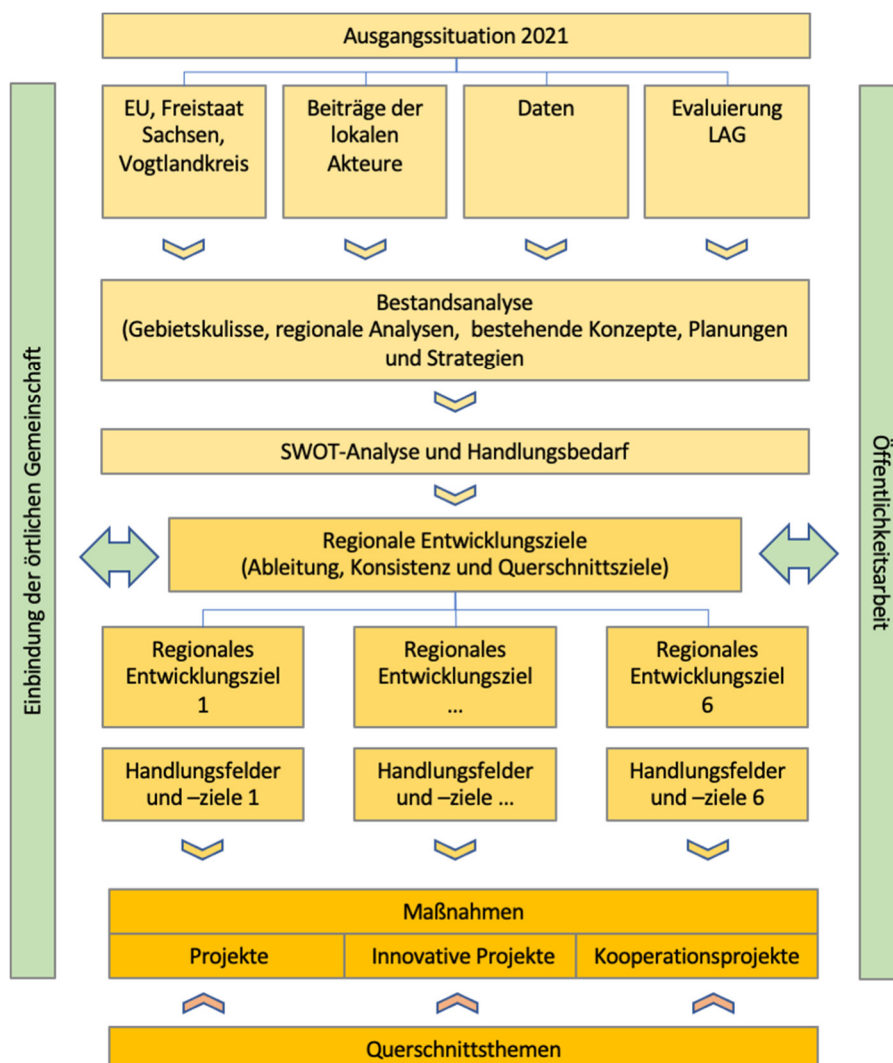 Ausgangssituation 2021
EU, Freistaat
Sachsen,
Vogtlandkreis
Beiträge der
lokalen
Akteure
Daten
Evaluierung
LAG
Bestandsanalyse
(Gebietskulisse, regionale Analysen, bestehende Konzepte, Planungen
und Strategien
SWOT-Analyse und Handlungsbedarf
Einbindung der örtlichen Gemeinschaft
Öffentlichkeitsarbeit
Regionale Entwicklungsziele
(Ableitung, Konsistenz und Querschnittsziele)
Regionales
Entwicklungsziel
1
Regionales
Entwicklungsziel
...
Regionales
Entwicklungsziel
6
Handlungsfelder
und –ziele 1
Handlungsfelder
und –ziele ...
Handlungsfelder
und –ziele 6
Maßnahmen
Projekte
Innovative Projekte
Kooperationsprojekte
Querschnittsthemen